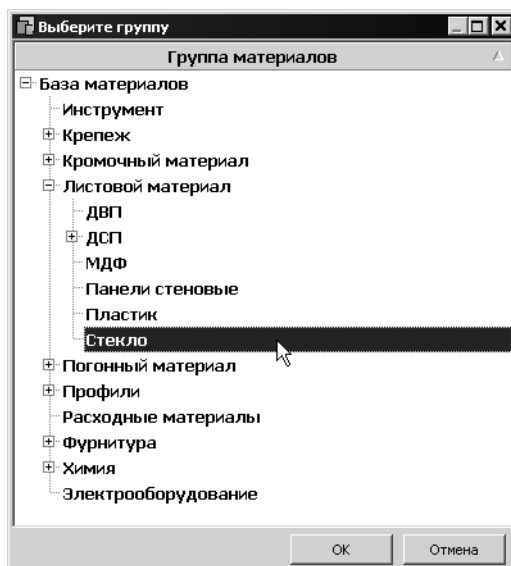 Выберите группу
Группа материалов
База материалов
Инструмент
Крепеж
Кромочный материал
Листовой материал
ДВП
ДСП
МДФ
Панели стеновые
Пластик
Стекло
Погонный материал
Профили
Расходные материалы
Фурнитура
Химия
Электрооборудование
ОК
Отмена